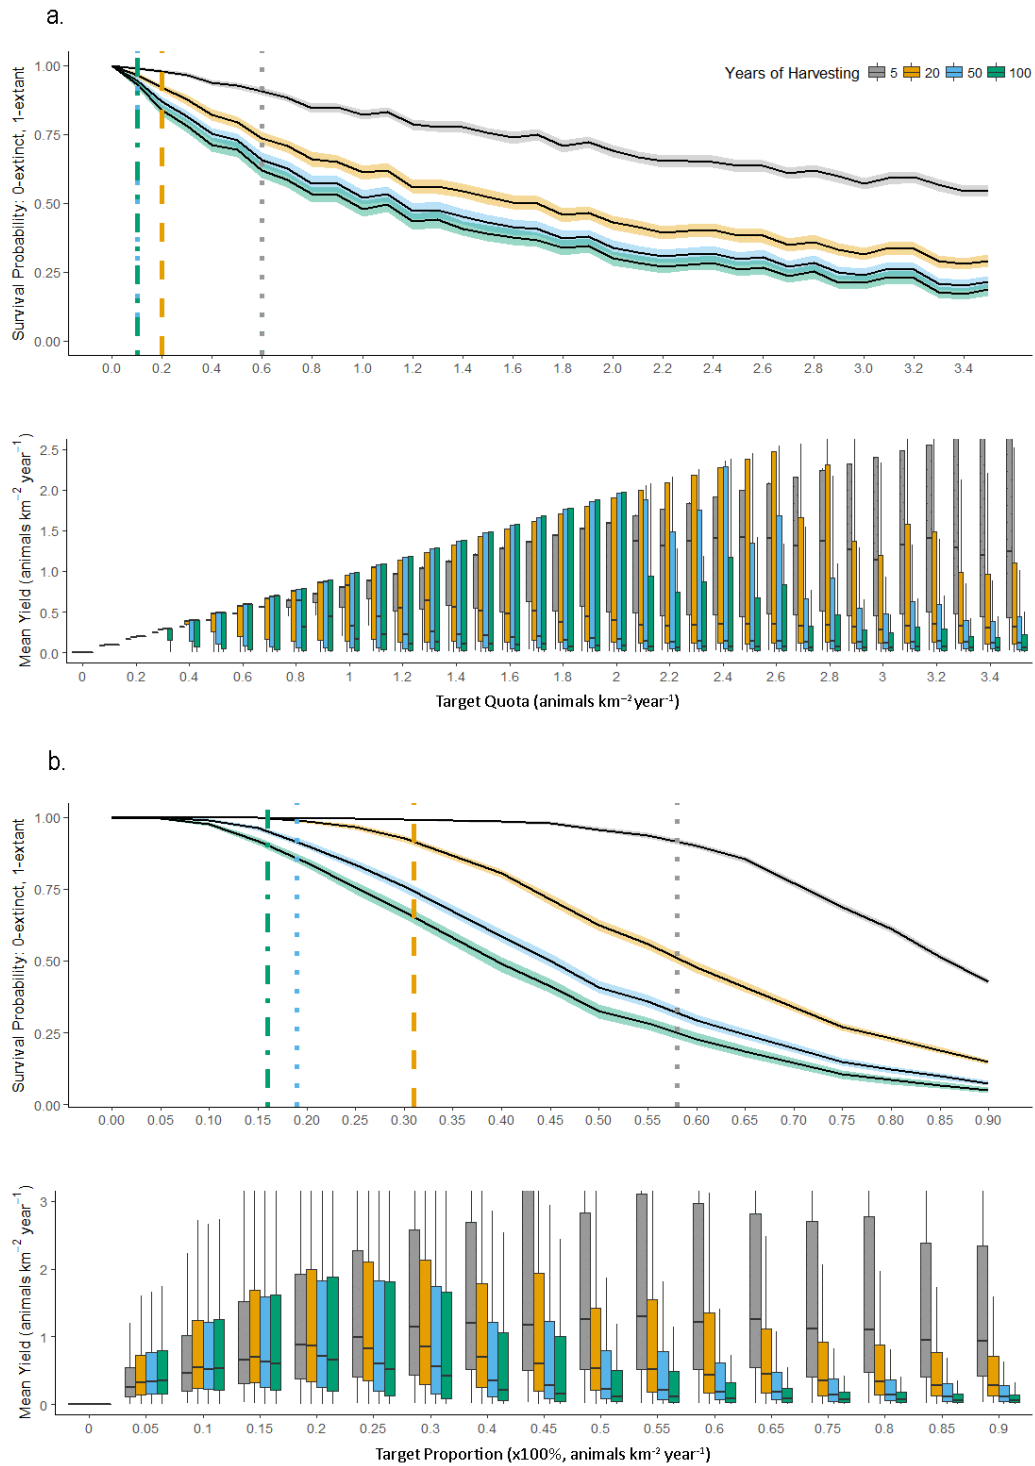 a.
Years of Harvesting 5 20 50 100
Survival Probability: 0-extinct, 1-extant
1.00
0.75
0.50
0.25
0.00
0.0 0.2 0.4 0.6 0.8 1.0 1.2 1.4 1.6 1.8 2.0 2.2 2.4 2.6 2.8 3.0 3.2 3.4
Mean Yield (animals km⁻² year⁻¹)
2.5
2.0
1.5
1.0
0.5
0.0
0 0.2 0.4 0.6 0.8 1 1.2 1.4 1.6 1.8 2 2.2 2.4 2.6 2.8 3 3.2 3.4
Target Quota (animals km⁻² year⁻¹)
b.
Survival Probability: 0-extinct, 1-extant
1.00
0.75
0.50
0.25
0.00
0.00 0.05 0.10 0.15 0.20 0.25 0.30 0.35 0.40 0.45 0.50 0.55 0.60 0.65 0.70 0.75 0.80 0.85 0.90
Mean Yield (animals km⁻² year⁻¹)
3
2
1
0
0 0.05 0.1 0.15 0.2 0.25 0.3 0.4 0.45 0.5 0.55 0.6 0.65 0.75 0.8 0.85 0.9
Target Proportion (x100%, animals km⁻² year⁻¹)